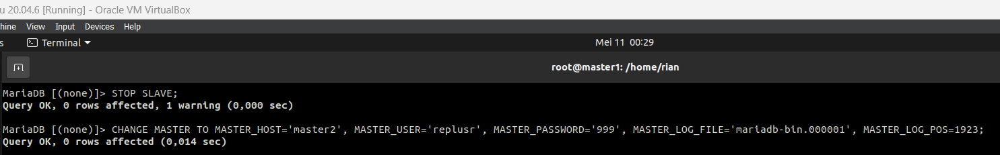 u 20.04.6 [Running] - Oracle VM VirtualBox
hine View Input Devices Help
s Terminal Mei 11 00:29
root@master1: /home/rian
MariaDB [(none)]> STOP SLAVE;
Query OK, 0 rows affected, 1 warning (0,000 sec)
MariaDB [(none)]> CHANGE MASTER TO MASTER_HOST='master2', MASTER_USER='replusr', MASTER_PASSWORD='999', MASTER_LOG_FILE='mariadb-bin.000001', MASTER_LOG_POS=1923;
Query OK, 0 rows affected (0,014 sec)